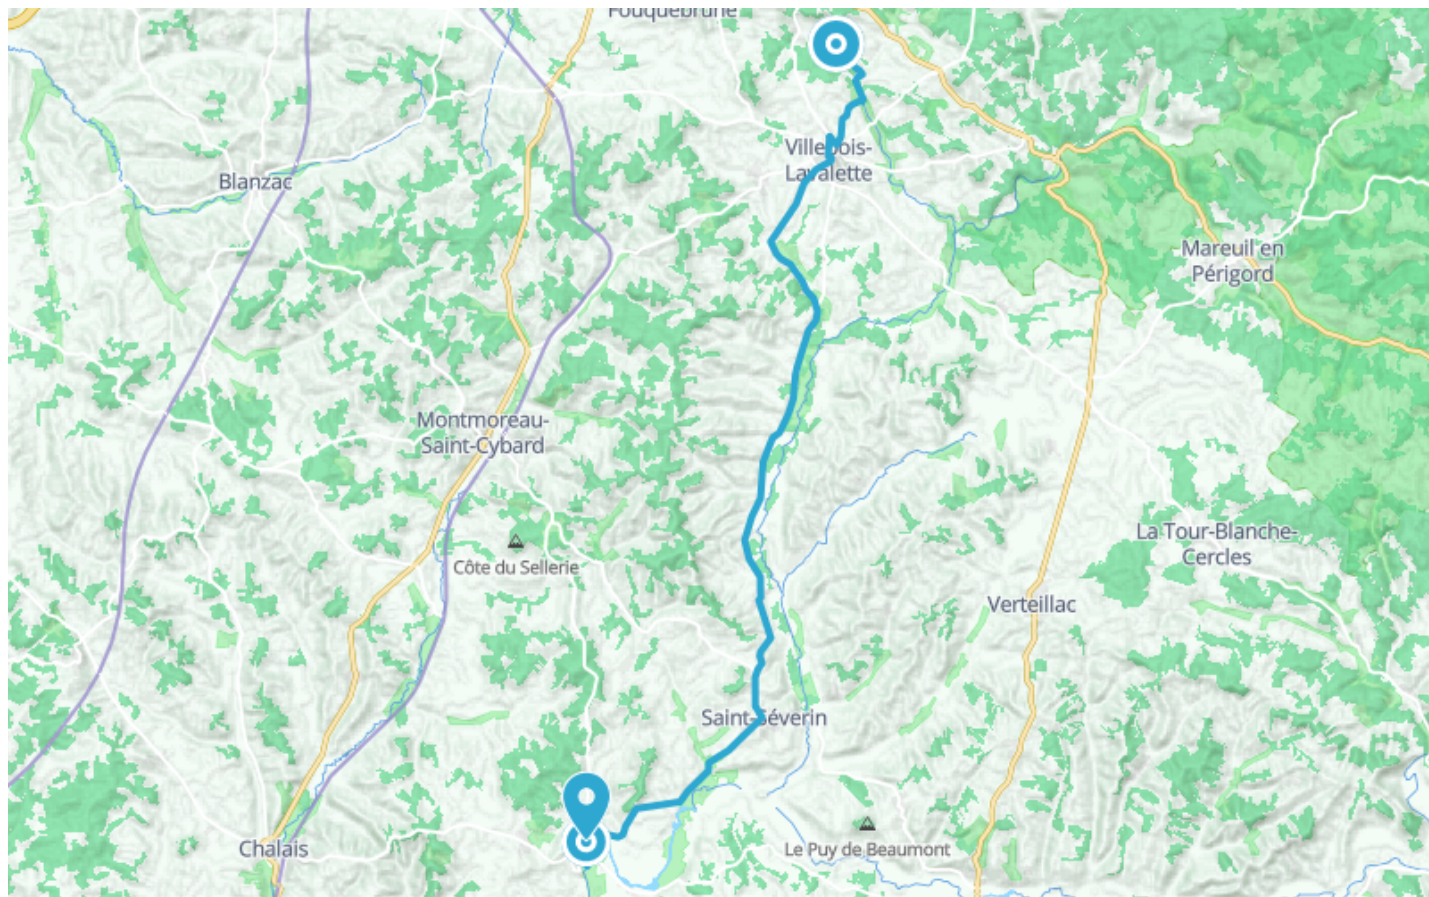 Fouquebrune
Villebois-
Lavalette
Blanzac
Mareuil en
Périgord
Montmoreau-
Saint-Cybard
La Tour-Blanche-
Cercles
Côte du Sellerie
Verteillac
Saint-Séverin
Chalais
Le Puy de Beaumont